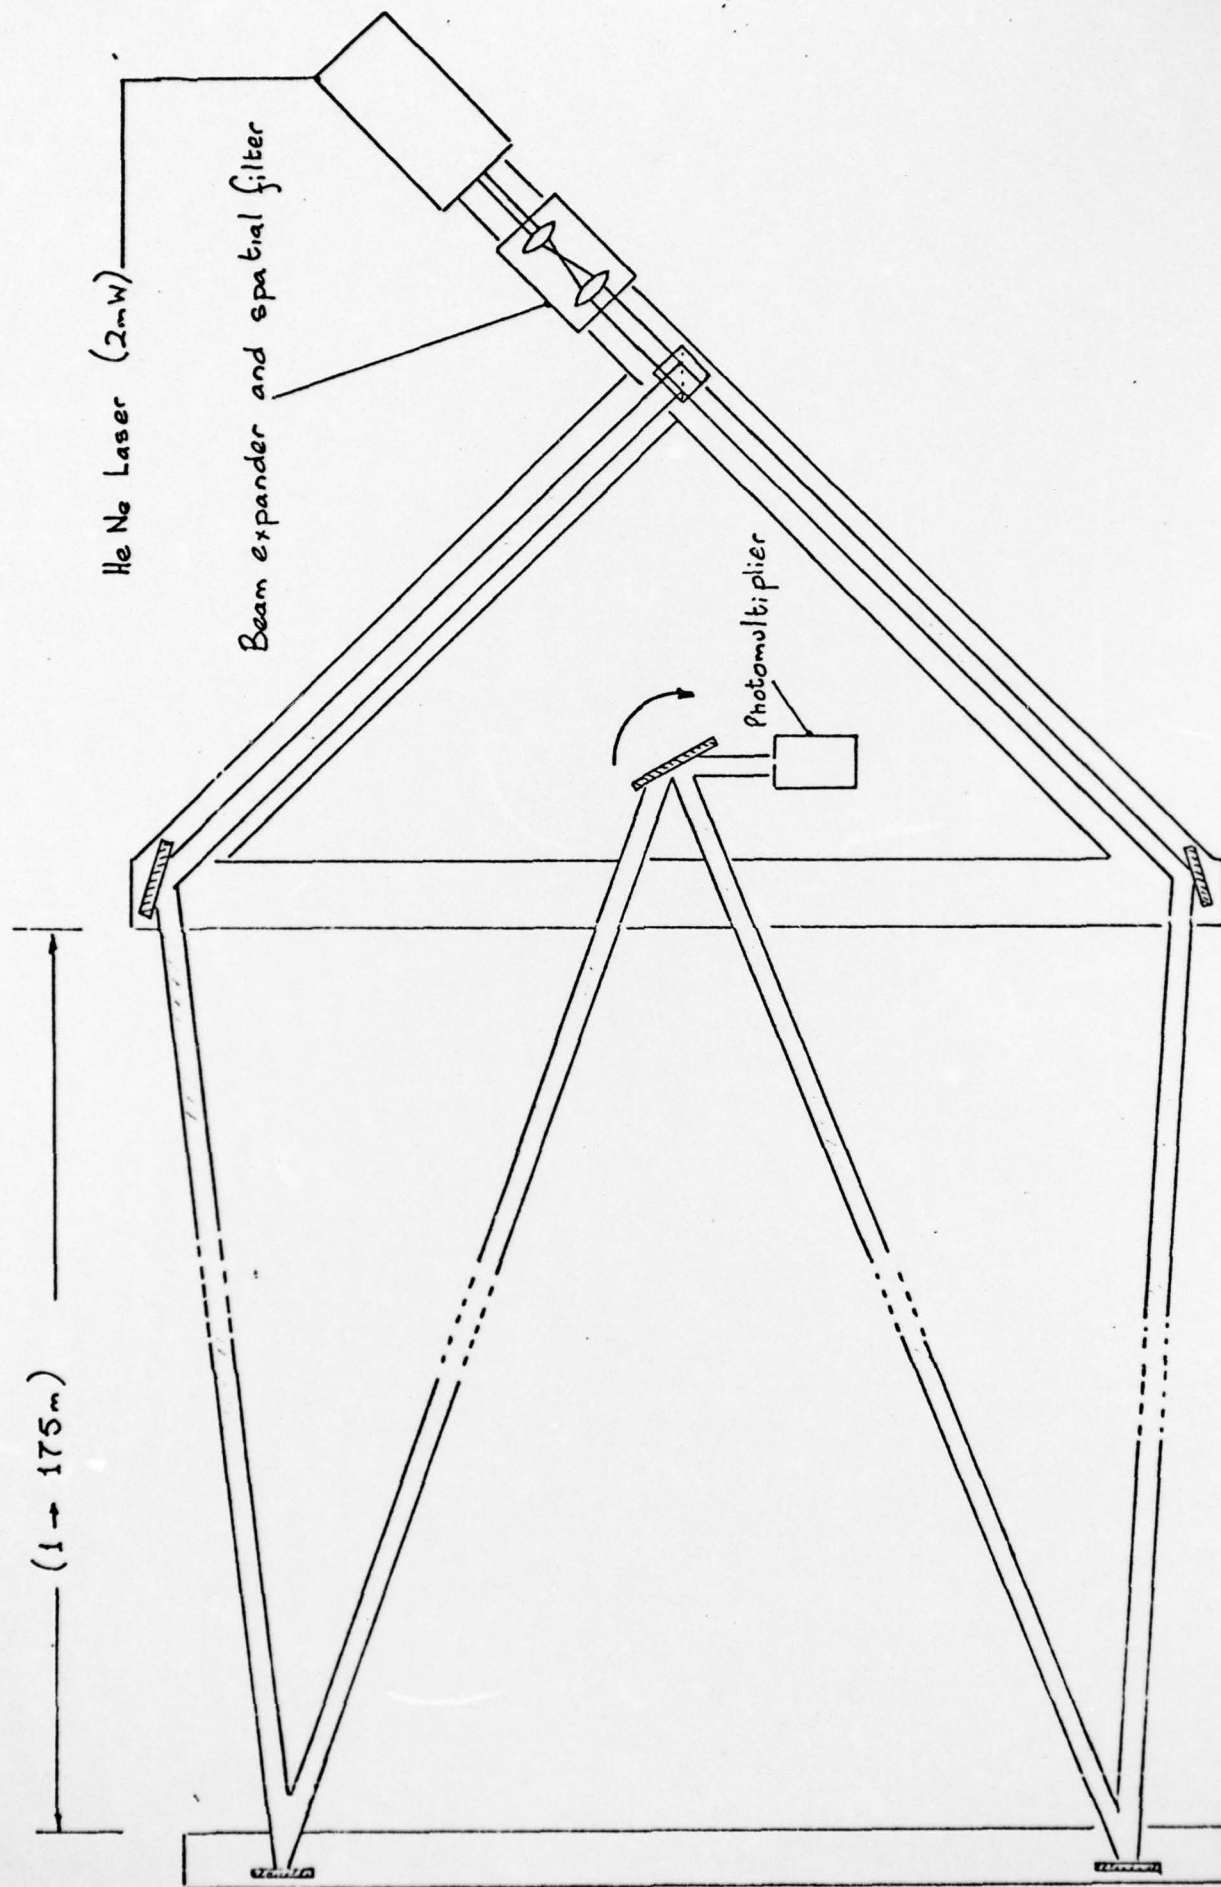 He Ne Laser (2mW)
Beam expander and spatial filter
Photomultiplier
(1 → 175m)